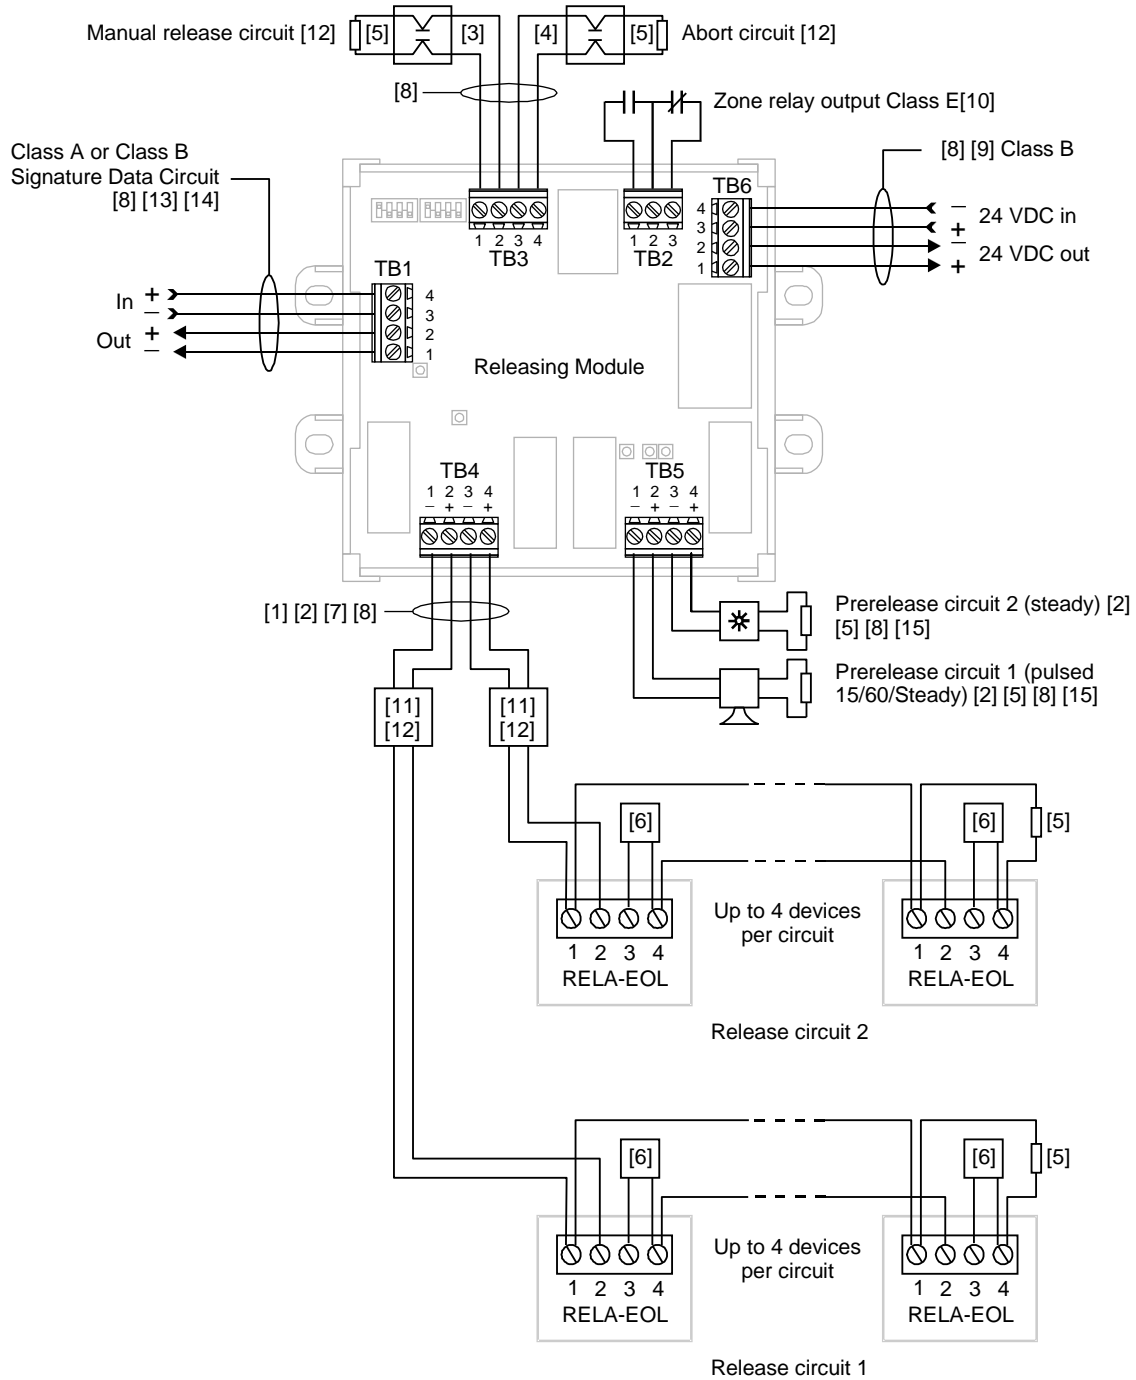 Manual release circuit [12] [5] [3] [4] [5] Abort circuit [12]
[8]
Zone relay output Class E[10]
Class A or Class B
Signature Data Circuit
[8] [13] [14]
[8] [9] Class B
TB6
4
3
2
1
− 24 VDC in
+
− 24 VDC out
+
1 2 3 4
TB3
1 2 3
TB2
TB1
4
3
2
1
In +
−
Out +
−
Releasing Module
TB4
1 2 3 4
− + − +
TB5
1 2 3 4
− + − +
[1] [2] [7] [8]
Prerelease circuit 2 (steady) [2]
[5] [8] [15]
Prerelease circuit 1 (pulsed
15/60/Steady) [2] [5] [8] [15]
[11]
[12]
[11]
[12]
[6] [6] [5]
Up to 4 devices
per circuit
1 2 3 4
RELA-EOL
1 2 3 4
RELA-EOL
Release circuit 2
[6] [6] [5]
Up to 4 devices
per circuit
1 2 3 4
RELA-EOL
1 2 3 4
RELA-EOL
Release circuit 1